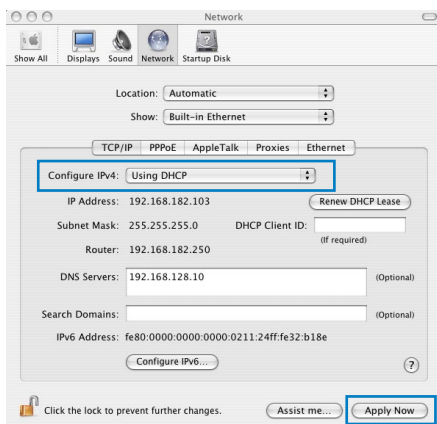 Network
Show All Displays Sound Network Startup Disk
Location: Automatic
Show: Built-in Ethernet
TCP/IP PPPoE AppleTalk Proxies Ethernet
Configure IPv4: Using DHCP
IP Address: 192.168.182.103 Renew DHCP Lease
Subnet Mask: 255.255.255.0 DHCP Client ID:
(If required)
Router: 192.168.182.250
DNS Servers: 192.168.128.10 (Optional)
Search Domains: (Optional)
IPv6 Address: fe80:0000:0000:0000:0211:24ff:fe32:b18e
Configure IPv6... ?
Click the lock to prevent further changes. Assist me... Apply Now